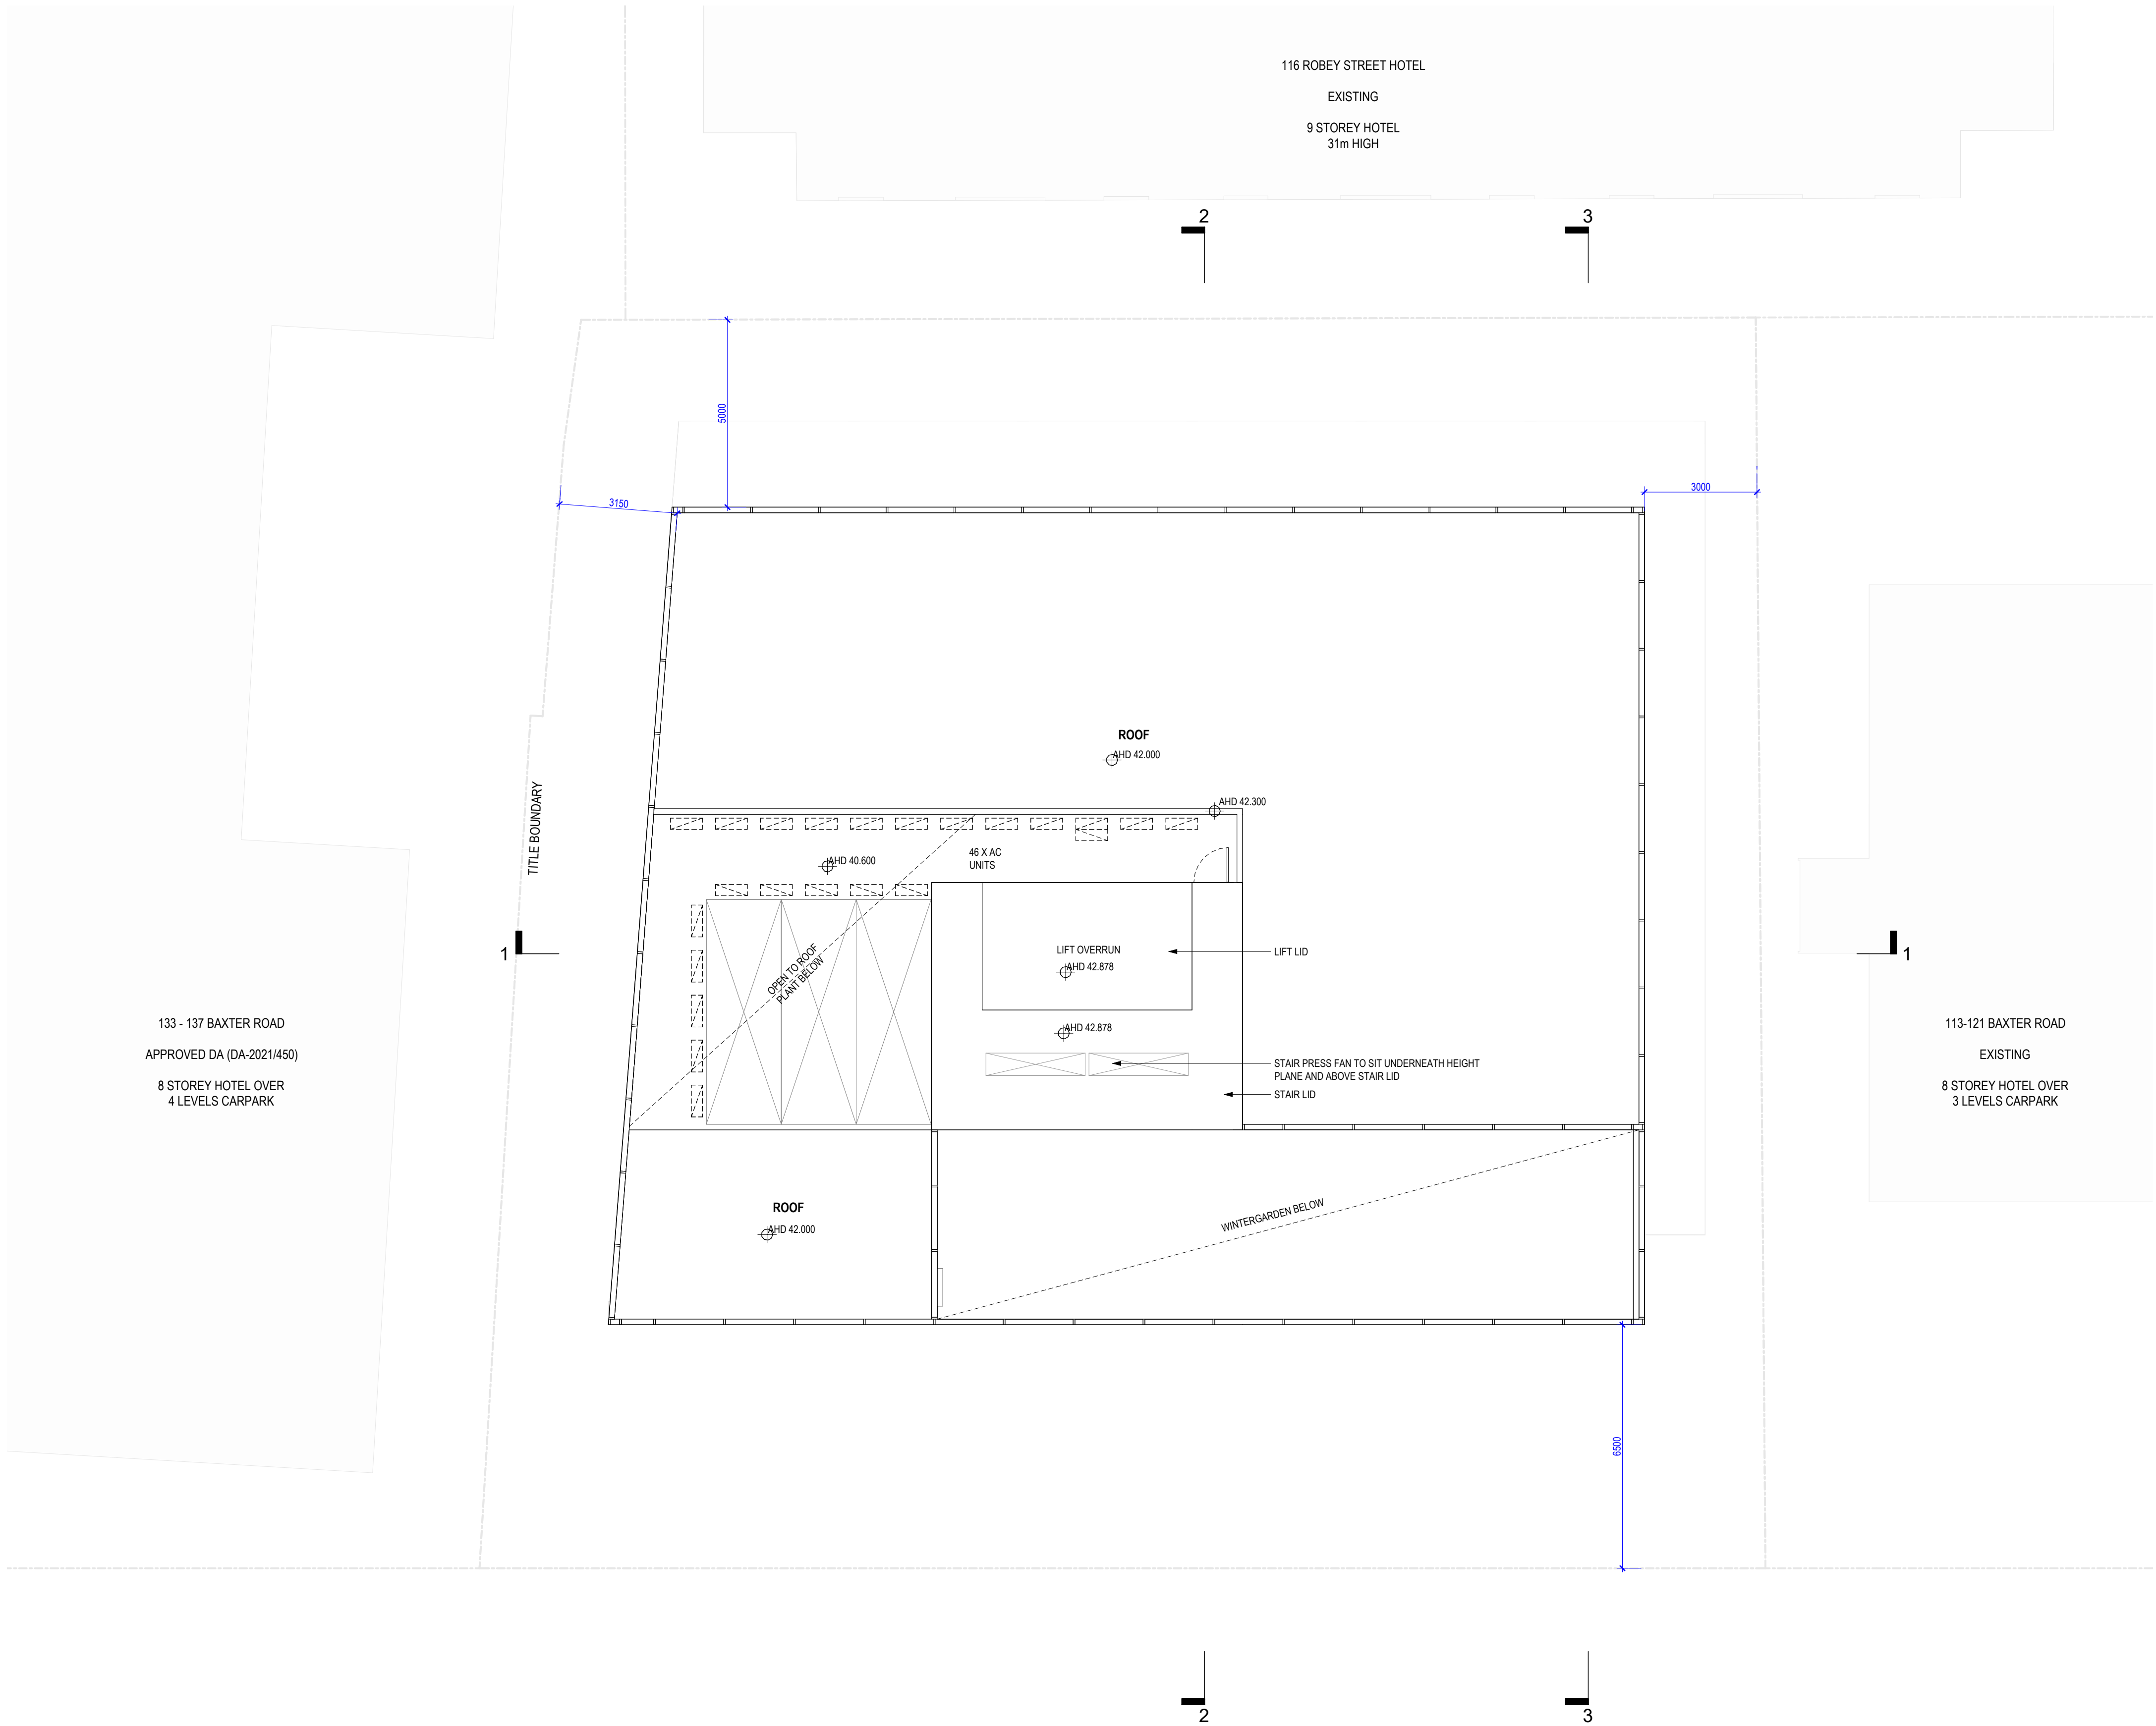 116 ROBEY STREET HOTEL
EXISTING
9 STOREY HOTEL
31m HIGH
2
3
5000
3150
3000
ROOF
AHD 42.000
AHD 42.300
TITLE BOUNDARY
46 X AC
UNITS
AHD 40.600
OPEN TO ROOF
PLANT BELOW
LIFT OVERRUN
AHD 42.878
LIFT LID
1
1
AHD 42.878
STAIR PRESS FAN TO SIT UNDERNEATH HEIGHT
PLANE AND ABOVE STAIR LID
STAIR LID
133 - 137 BAXTER ROAD
APPROVED DA (DA-2021/450)
8 STOREY HOTEL OVER
4 LEVELS CARPARK
113-121 BAXTER ROAD
EXISTING
8 STOREY HOTEL OVER
3 LEVELS CARPARK
ROOF
AHD 42.000
WINTERGARDEN BELOW
6500
2
3